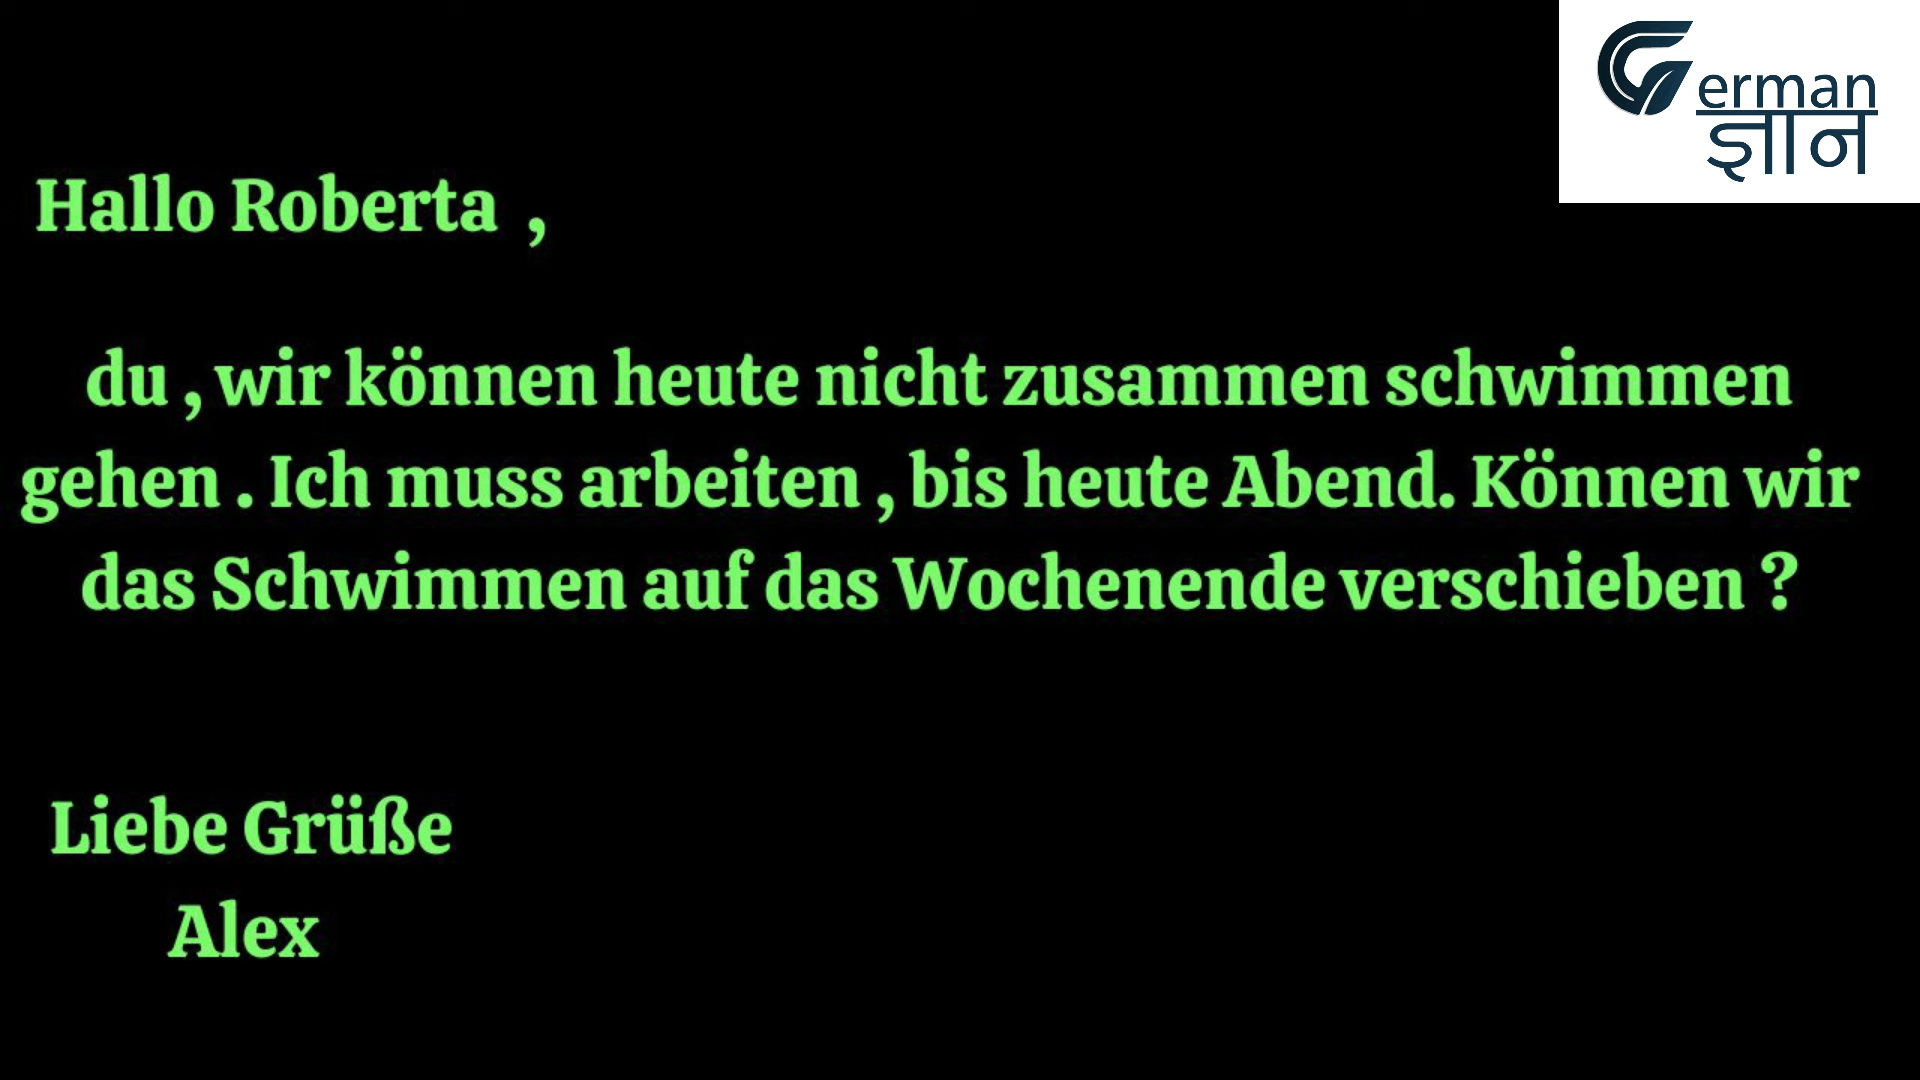 German
ज्ञान
Hallo Roberta ,
du , wir können heute nicht zusammen schwimmen
gehen . Ich muss arbeiten , bis heute Abend. Können wir
das Schwimmen auf das Wochenende verschieben ?
Liebe Grüße
Alex